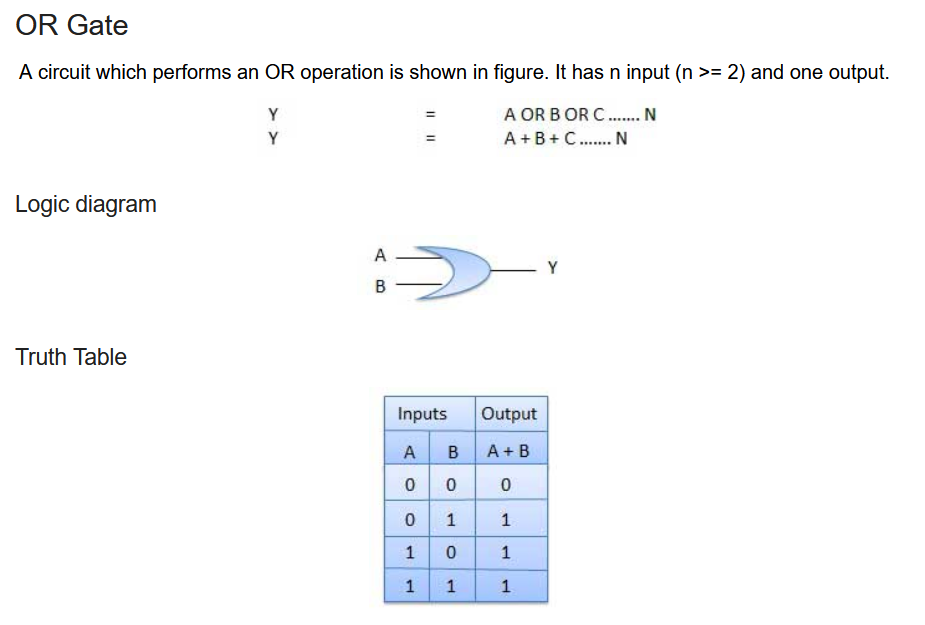 OR Gate
A circuit which performs an OR operation is shown in figure. It has n input (n >= 2) and one output.
Y = A OR B OR C ....... N
Y = A + B + C ....... N
Logic diagram
A
Y
B
Truth Table
Inputs Output
A B A + B
0 0 0
0 1 1
1 0 1
1 1 1